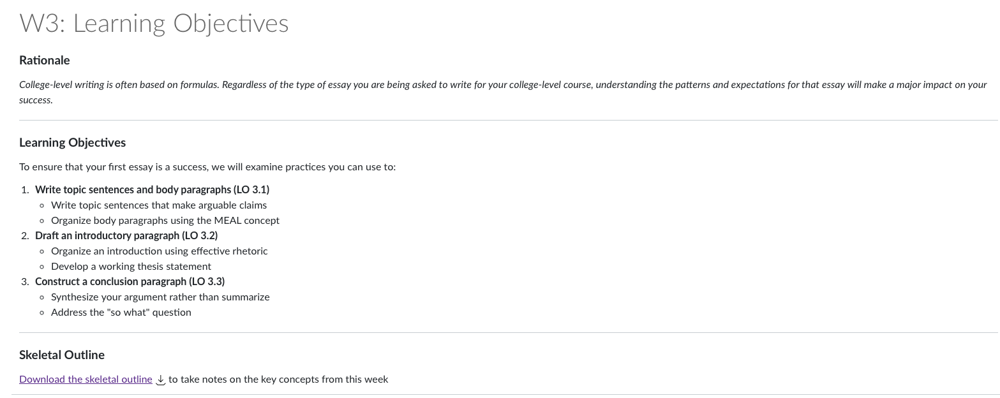 W3: Learning Objectives
Rationale
College-level writing is often based on formulas. Regardless of the type of essay you are being asked to write for your college-level course, understanding the patterns and expectations for that essay will make a major impact on your
success.
Learning Objectives
To ensure that your first essay is a success, we will examine practices you can use to:
1. Write topic sentences and body paragraphs (LO 3.1)
◦ Write topic sentences that make arguable claims
◦ Organize body paragraphs using the MEAL concept
2. Draft an introductory paragraph (LO 3.2)
◦ Organize an introduction using effective rhetoric
◦ Develop a working thesis statement
3. Construct a conclusion paragraph (LO 3.3)
◦ Synthesize your argument rather than summarize
◦ Address the "so what" question
Skeletal Outline
Download the skeletal outline to take notes on the key concepts from this week